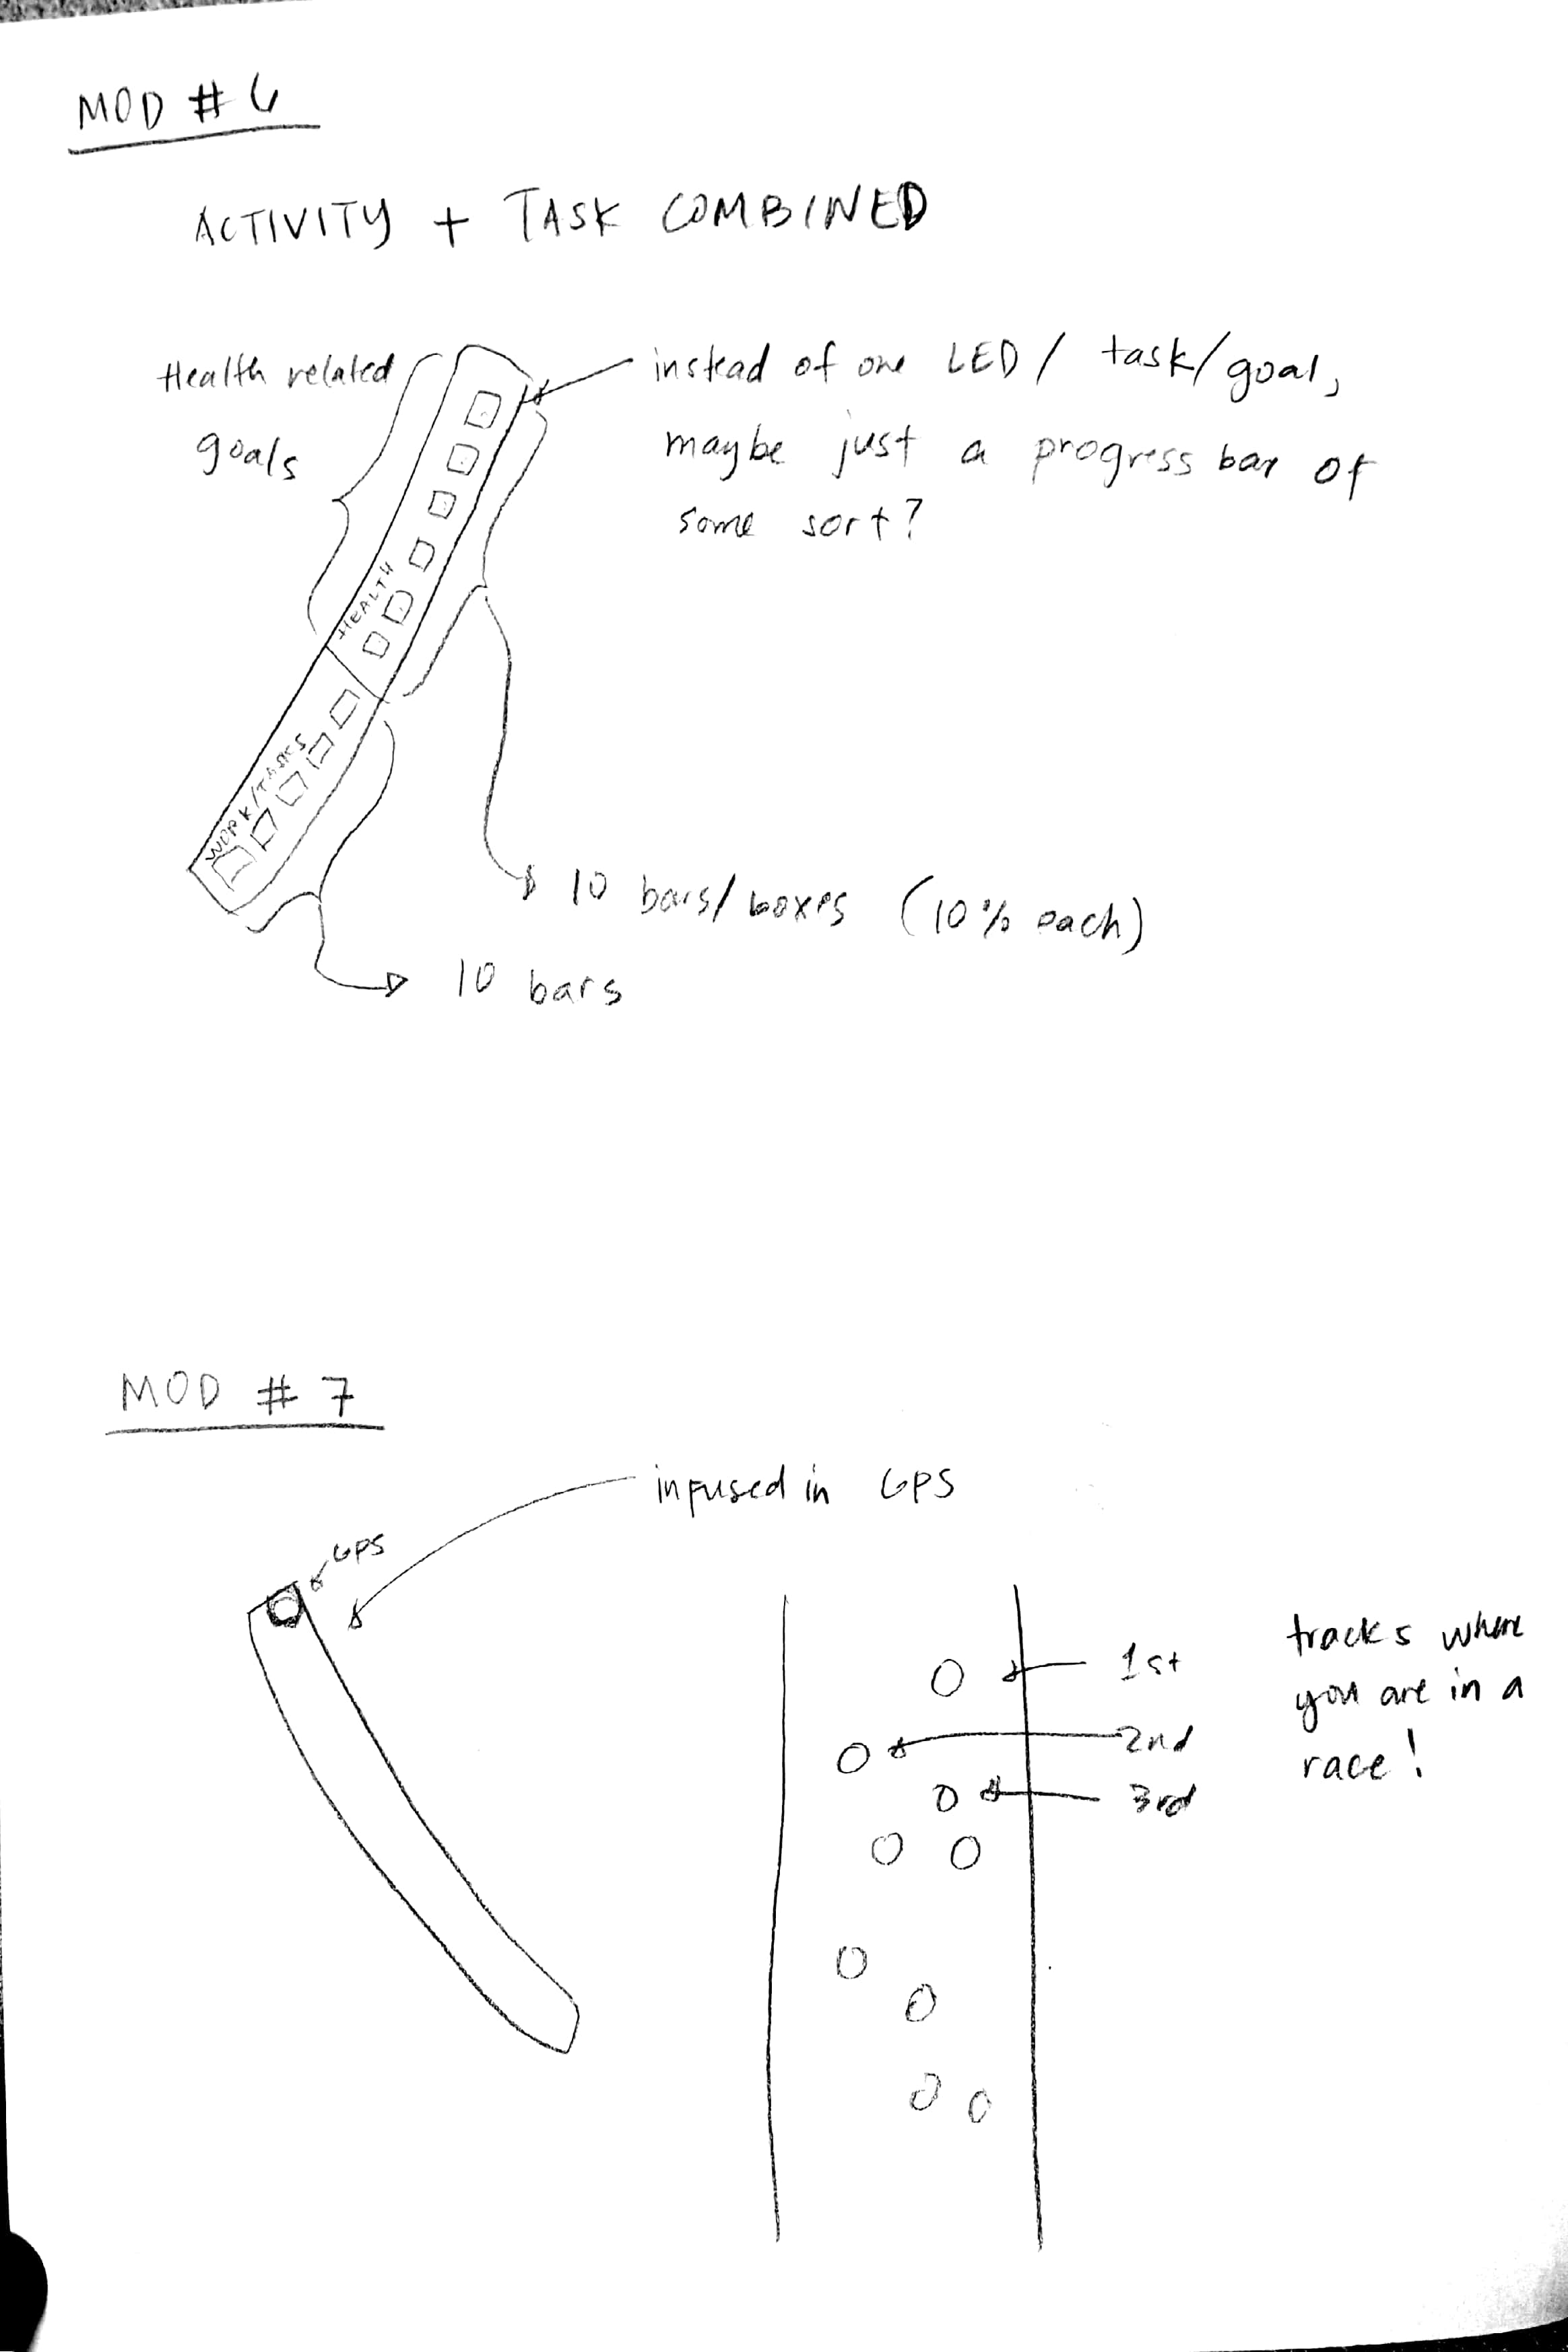 MOD # 6
ACTIVITY + TASK COMBINED
Health related
goals
instead of one LED / task/goal,
maybe just a progress bar of
some sort?
HEALTH
WORK/TASKS
10 bars/boxes (10% each)
10 bars
MOD # 7
infused in GPS
GPS
1st
2nd
3rd
tracks where
you are in a
race!